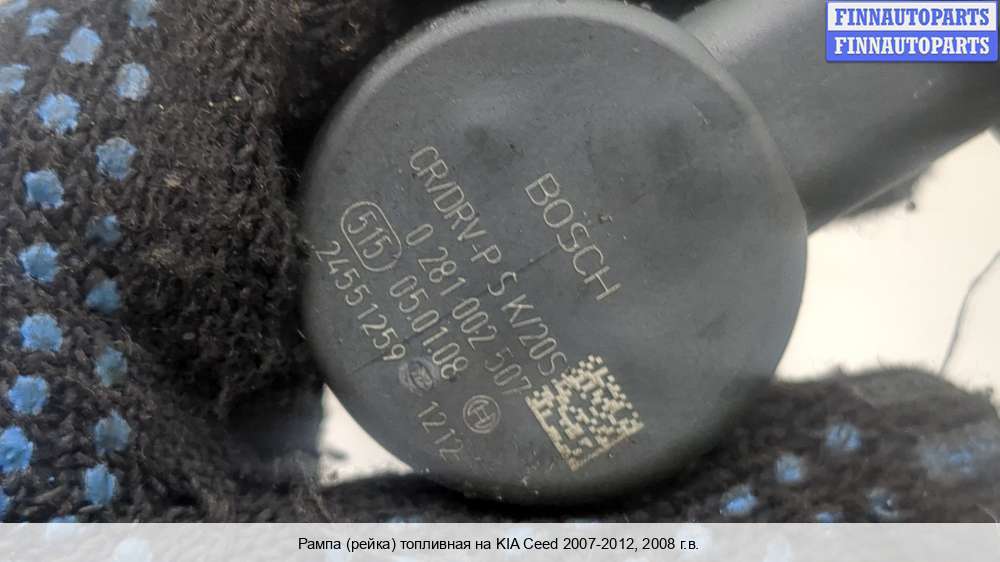 FINNAUTOPARTS
FINNAUTOPARTS
BOSCH
CR/DRV-P S K/20S
0 281 002 507
515 05.01.08
24551259
1212
Рампа (рейка) топливная на KIA Ceed 2007-2012, 2008 г.в.